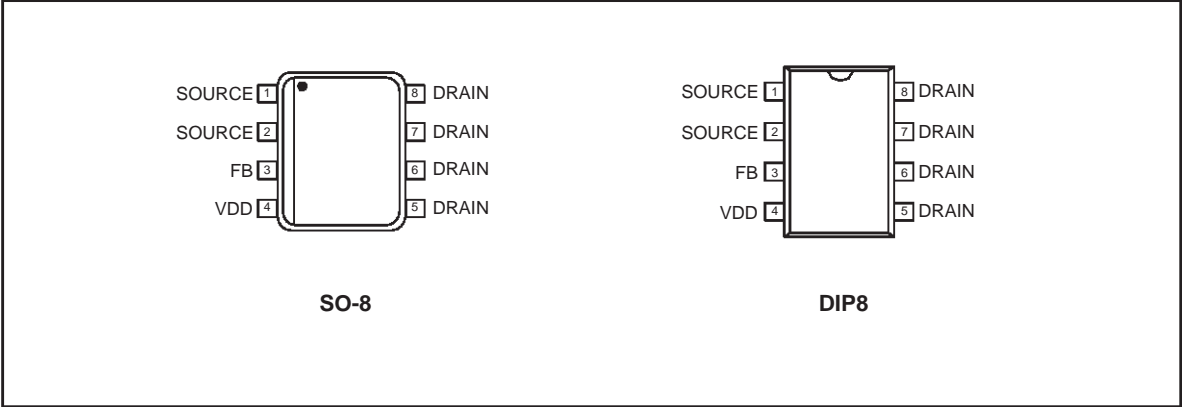 SOURCE 1 8 DRAIN
SOURCE 2 7 DRAIN
FB 3 6 DRAIN
VDD 4 5 DRAIN
SO-8
SOURCE 1 8 DRAIN
SOURCE 2 7 DRAIN
FB 3 6 DRAIN
VDD 4 5 DRAIN
DIP8